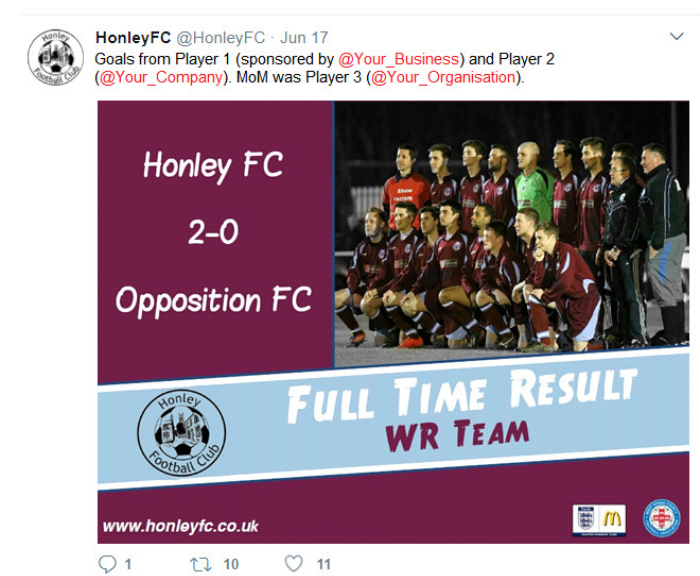 HonleyFC @HonleyFC · Jun 17
Goals from Player 1 (sponsored by @Your_Business) and Player 2
(@Your_Company). MoM was Player 3 (@Your_Organisation).
Honley FC
2-0
Opposition FC
Full Time Result
WR Team
Honley
Football Club
www.honleyfc.co.uk
1 10 11